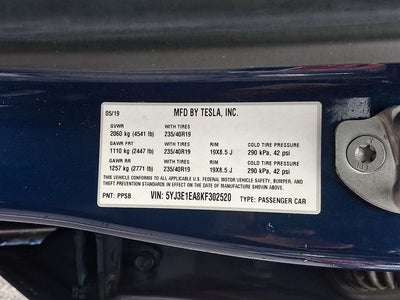 05/19 MFD BY TESLA, INC.
GVWR WITH TIRES
2060 kg (4541 lb) 235/40R19
GAWR FRT WITH TIRES RIM COLD TIRE PRESSURE
1110 kg (2447 lb) 235/40R19 19X8.5 J 290 kPa, 42 psi
GAWR RR WITH TIRES RIM COLD TIRE PRESSURE
1257 kg (2771 lb) 235/40R19 19X8.5 J 290 kPa, 42 psi
THIS VEHICLE CONFORMS TO ALL APPLICABLE U.S. FEDERAL MOTOR VEHICLE SAFETY, BUMPER, AND
THEFT PREVENTION STANDARDS IN EFFECT ON THE DATE OF MANUFACTURE SHOWN ABOVE.
PNT: PPSB VIN: 5YJ3E1EA8KF302520 TYPE: PASSENGER CAR